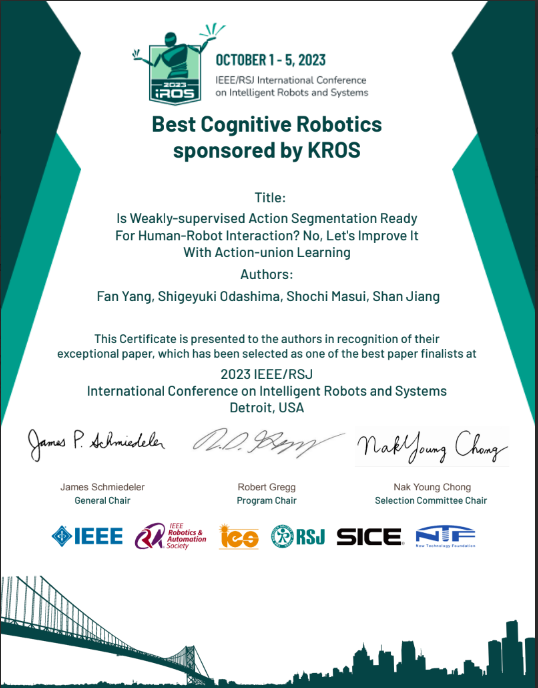 2023
IROS
OCTOBER 1 - 5, 2023
IEEE/RSJ International Conference
on Intelligent Robots and Systems
Best Cognitive Robotics
sponsored by KROS
Title:
Is Weakly-supervised Action Segmentation Ready
For Human-Robot Interaction? No, Let's Improve It
With Action-union Learning
Authors:
Fan Yang, Shigeyuki Odashima, Shochi Masui, Shan Jiang
This Certificate is presented to the authors in recognition of their
exceptional paper, which has been selected as one of the best paper finalists at
2023 IEEE/RSJ
International Conference on Intelligent Robots and Systems
Detroit, USA
James P. Schmiedeler
NakYoung Chong
James Schmiedeler
General Chair
Robert Gregg
Program Chair
Nak Young Chong
Selection Committee Chair
IEEE
IEEE
Robotics &
Automation
Society
ies
RSJ
SICE
NTF
New Technology Foundation